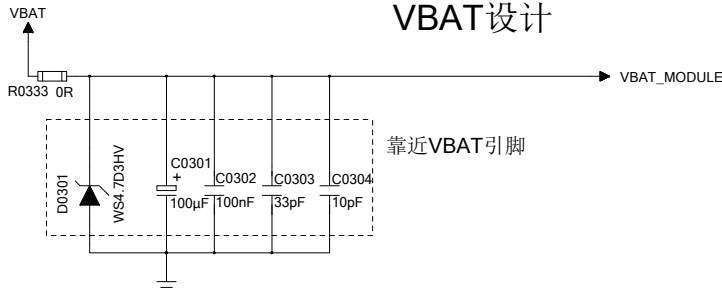 VBAT设计
VBAT
VBAT_MODULE
R0333 0R
靠近VBAT引脚
D0301
WS4.7D3HV
C0301
+
100μF
C0302
100nF
C0303
33pF
C0304
10pF